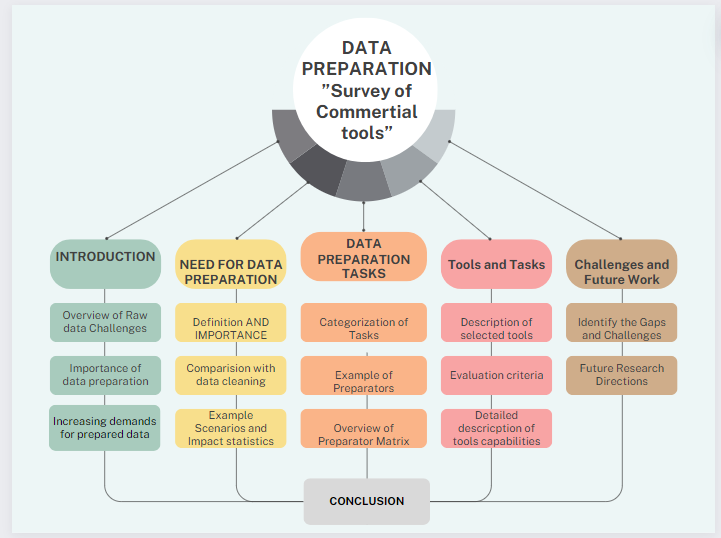 DATA
PREPARATION
”Survey of
Commertial
tools”
INTRODUCTION
Overview of Raw
data Challenges
Importance of
data preparation
Increasing demands
for prepared data
NEED FOR DATA
PREPARATION
Definition AND
IMPORTANCE
Comparision with
data cleaning
Example
Scenarios and
Impact statistics
DATA
PREPARATION
TASKS
Categorization of
Tasks
Example of
Preparators
Overview of
Preparator Matrix
Tools and Tasks
Description of
selected tools
Evaluation criteria
Detailed
descricption of
tools capabilities
Challenges and
Future Work
Identify the Gaps
and Challenges
Future Research
Directions
CONCLUSION